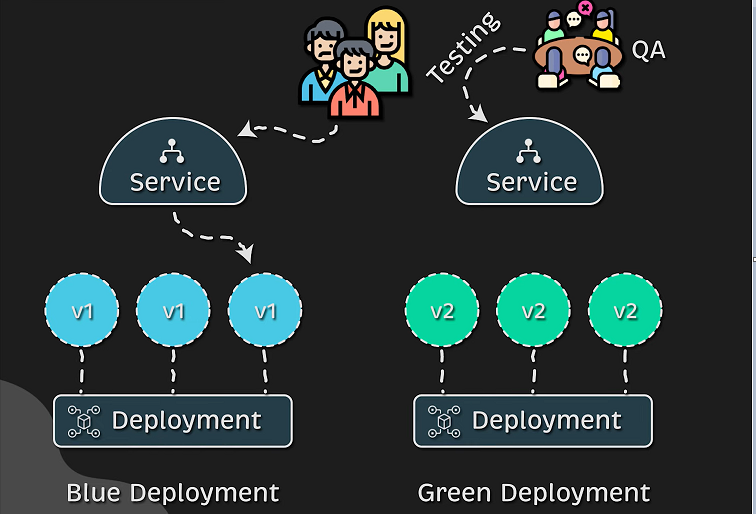 Testing
QA
Service
Service
v1
v1
v1
v2
v2
v2
Deployment
Deployment
Blue Deployment
Green Deployment